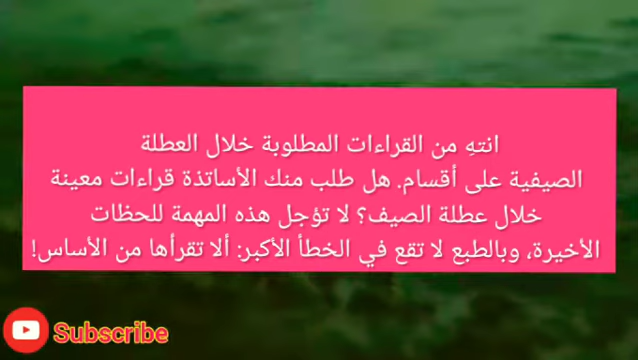 انتهِ من القراءات المطلوبة خلال العطلة
الصيفية على أقسام. هل طلب منك الأساتذة قراءات معينة
خلال عطلة الصيف؟ لا تؤجل هذه المهمة للحظات
الأخيرة، وبالطبع لا تقع في الخطأ الأكبر: ألا تقرأها من الأساس!
Subscribe